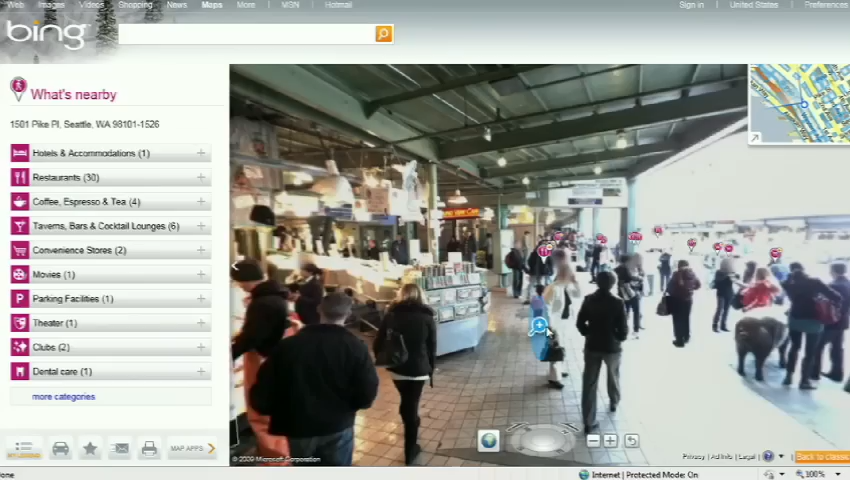 Web Images Videos Shopping News Maps More MSN Hotmail
Sign in United States Preferences
bing
What's nearby
1501 Pike Pl, Seattle, WA 98101-1526
Hotels & Accommodations (1)
Restaurants (30)
Coffee, Espresso & Tea (4)
Taverns, Bars & Cocktail Lounges (6)
Convenience Stores (2)
Movies (1)
P Parking Facilities (1)
Theater (1)
Clubs (2)
Dental care (1)
more categories
MAP APPS
© 2009 Microsoft Corporation
Privacy | Ad Info | Legal
Back to classic
Internet | Protected Mode: On
100%